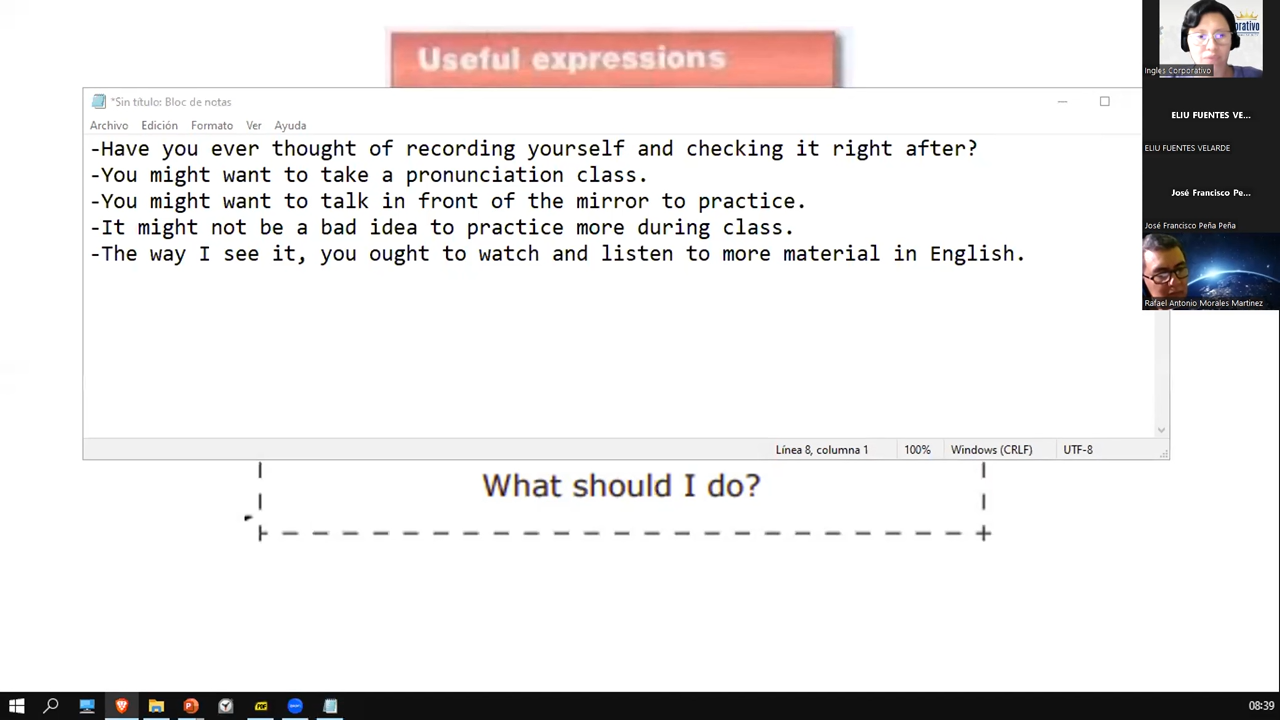 Useful expressions
*Sin título: Bloc de notas
Archivo Edición Formato Ver Ayuda
-Have you ever thought of recording yourself and checking it right after?
-You might want to take a pronunciation class.
-You might want to talk in front of the mirror to practice.
-It might not be a bad idea to practice more during class.
-The way I see it, you ought to watch and listen to more material in English.
Línea 8, columna 1 100% Windows (CRLF) UTF-8
What should I do?
orativo
Ingles Corporativo
ELIU FUENTES VE...
ELIU FUENTES VELARDE
José Francisco Pe...
José Francisco Peña Peña
Rafael Antonio Morales Martinez
08:39